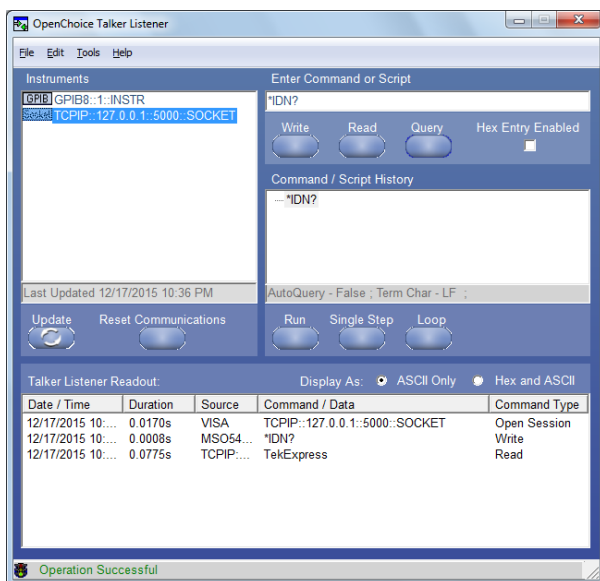 OpenChoice Talker Listener
File Edit Tools Help
Instruments
GPIB GPIB8::1::INSTR
Socket TCPIP::127.0.0.1::5000::SOCKET
Last Updated 12/17/2015 10:36 PM
Update Reset Communications
Enter Command or Script
*IDN?
Write Read Query Hex Entry Enabled
Command / Script History
*IDN?
AutoQuery - False ; Term Char - LF ;
Run Single Step Loop
Talker Listener Readout: Display As: ASCII Only Hex and ASCII
Date / Time Duration Source Command / Data Command Type
12/17/2015 10:... 0.0170s VISA TCPIP::127.0.0.1::5000::SOCKET Open Session
12/17/2015 10:... 0.0008s MSO54... *IDN? Write
12/17/2015 10:... 0.0775s TCPIP:... TekExpress Read
Operation Successful